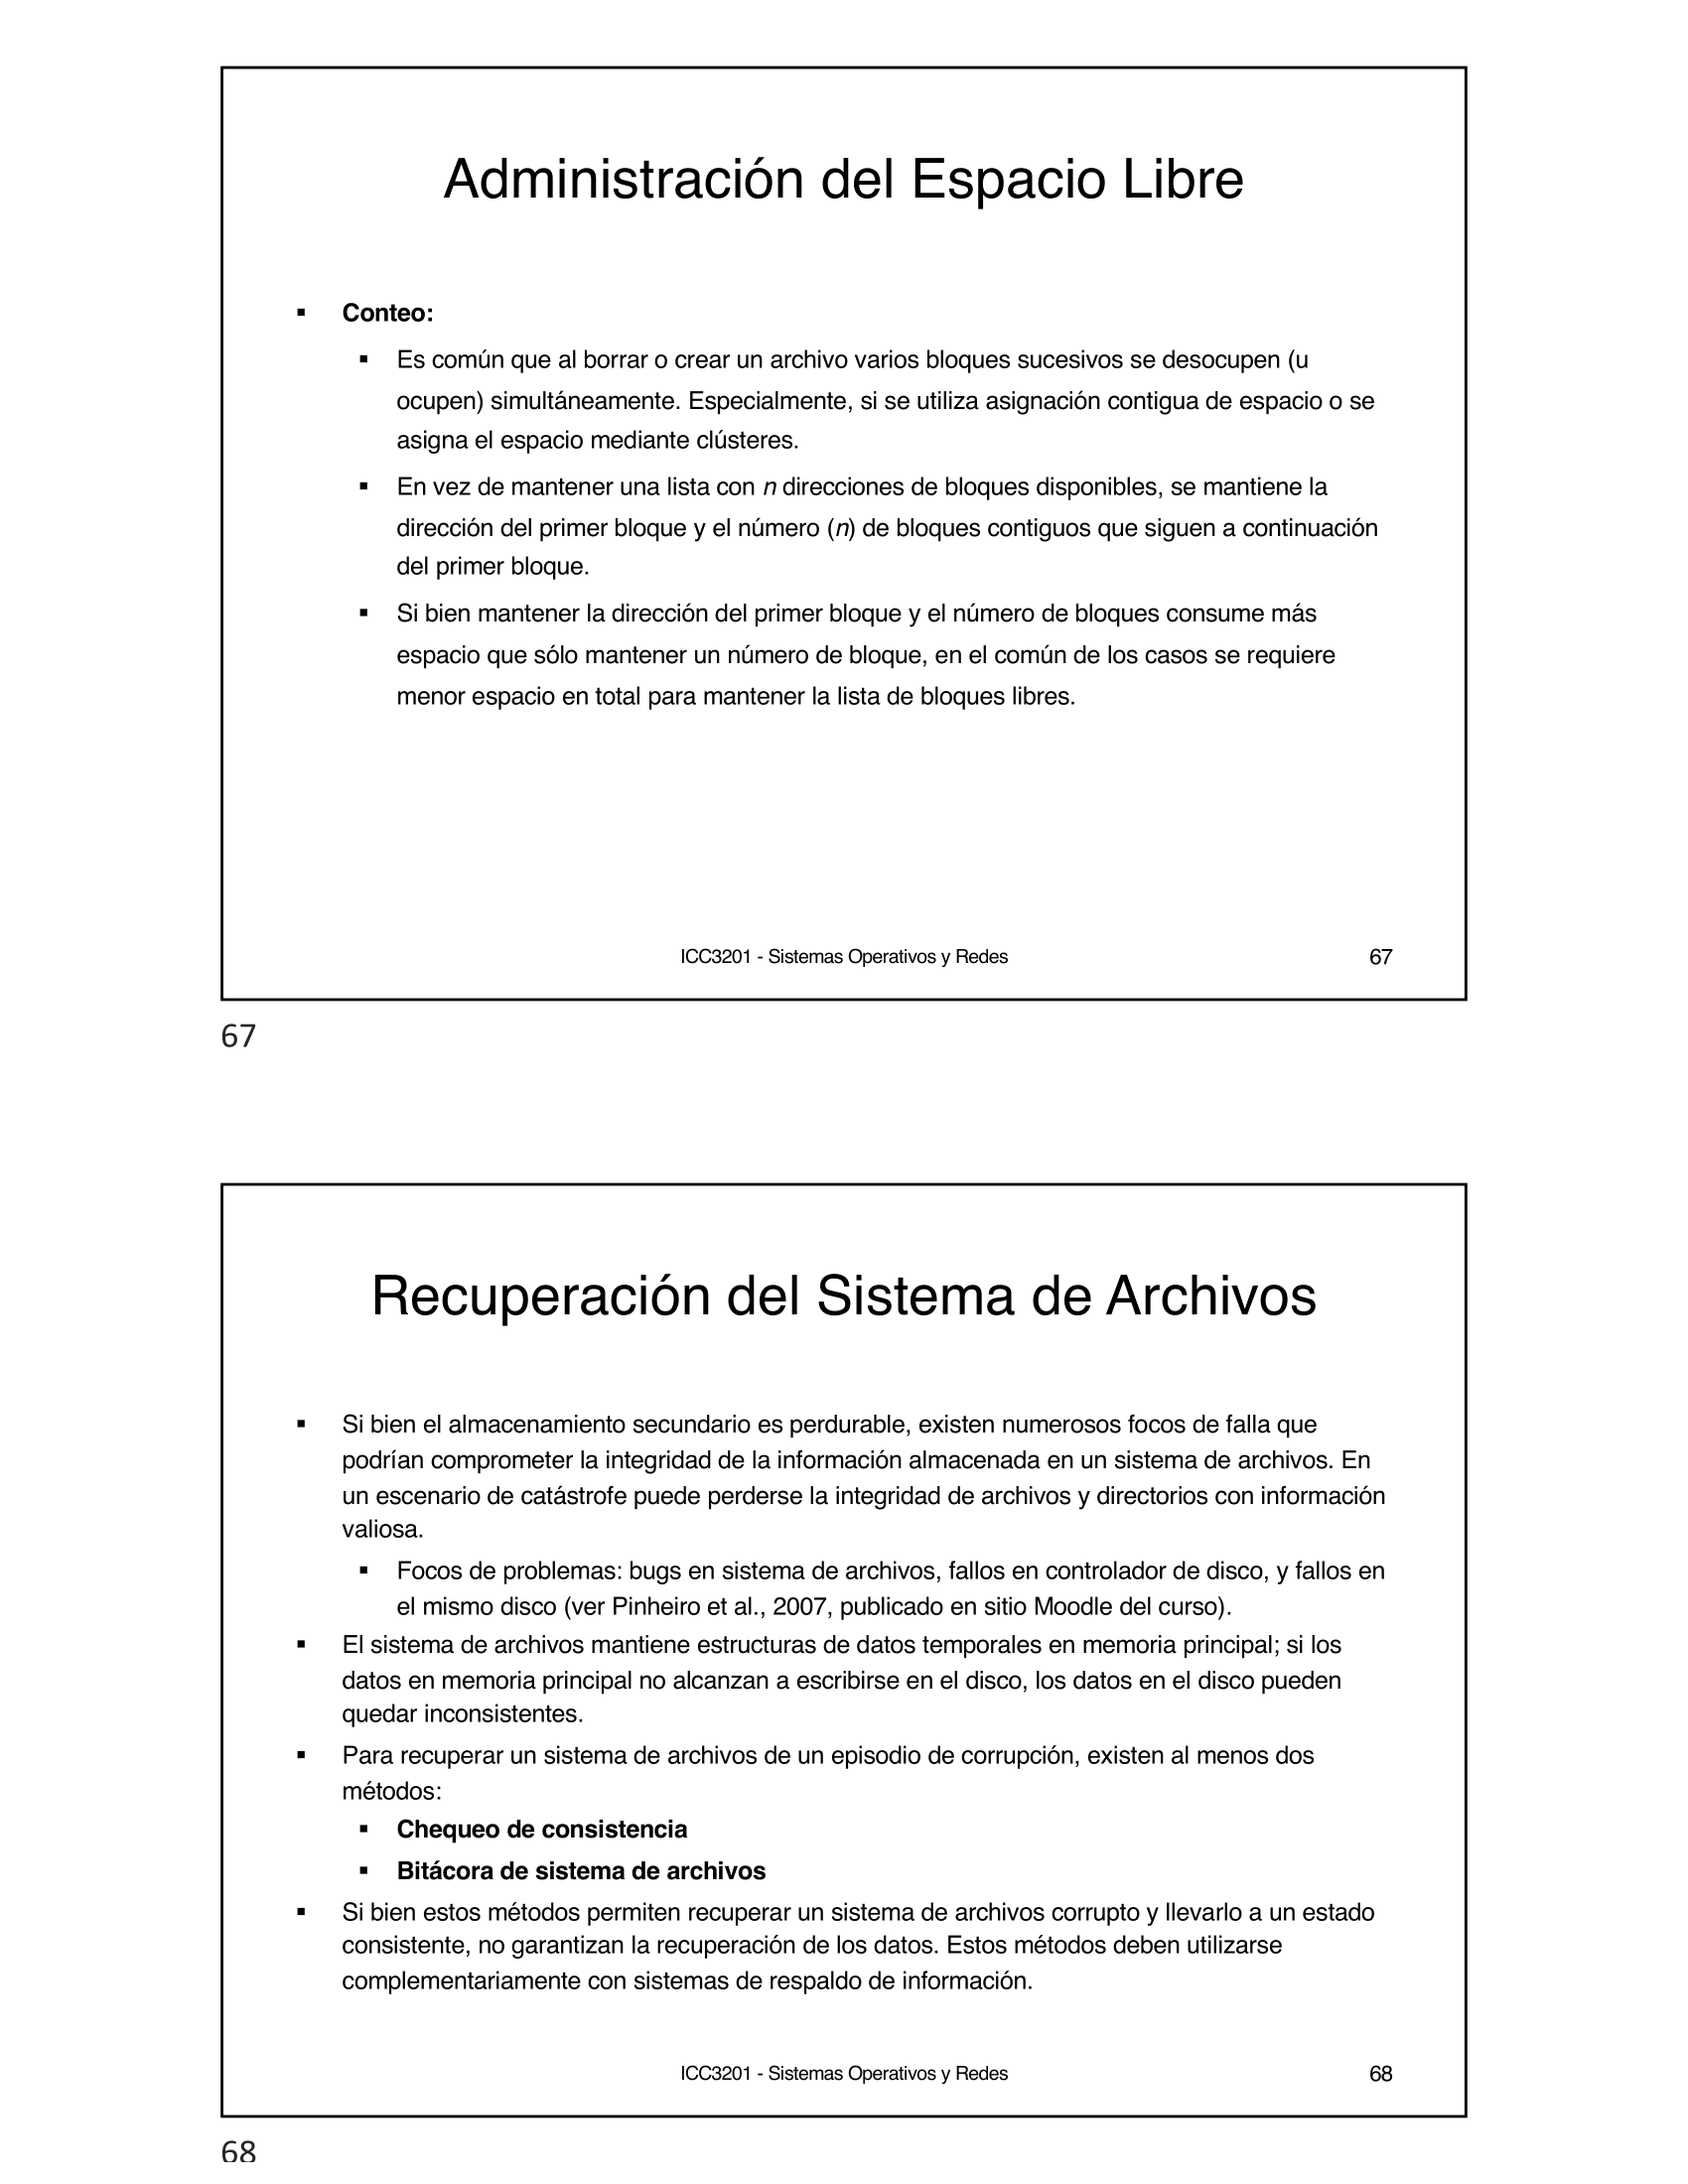 Administración del Espacio Libre
▪ Conteo:
▪ Es común que al borrar o crear un archivo varios bloques sucesivos se desocupen (u
ocupen) simultáneamente. Especialmente, si se utiliza asignación contigua de espacio o se
asigna el espacio mediante clústeres.
▪ En vez de mantener una lista con n direcciones de bloques disponibles, se mantiene la
dirección del primer bloque y el número (n) de bloques contiguos que siguen a continuación
del primer bloque.
▪ Si bien mantener la dirección del primer bloque y el número de bloques consume más
espacio que sólo mantener un número de bloque, en el común de los casos se requiere
menor espacio en total para mantener la lista de bloques libres.
ICC3201 - Sistemas Operativos y Redes 67
67
Recuperación del Sistema de Archivos
▪ Si bien el almacenamiento secundario es perdurable, existen numerosos focos de falla que
podrían comprometer la integridad de la información almacenada en un sistema de archivos. En
un escenario de catástrofe puede perderse la integridad de archivos y directorios con información
valiosa.
▪ Focos de problemas: bugs en sistema de archivos, fallos en controlador de disco, y fallos en
el mismo disco (ver Pinheiro et al., 2007, publicado en sitio Moodle del curso).
▪ El sistema de archivos mantiene estructuras de datos temporales en memoria principal; si los
datos en memoria principal no alcanzan a escribirse en el disco, los datos en el disco pueden
quedar inconsistentes.
▪ Para recuperar un sistema de archivos de un episodio de corrupción, existen al menos dos
métodos:
▪ Chequeo de consistencia
▪ Bitácora de sistema de archivos
▪ Si bien estos métodos permiten recuperar un sistema de archivos corrupto y llevarlo a un estado
consistente, no garantizan la recuperación de los datos. Estos métodos deben utilizarse
complementariamente con sistemas de respaldo de información.
ICC3201 - Sistemas Operativos y Redes 68
68